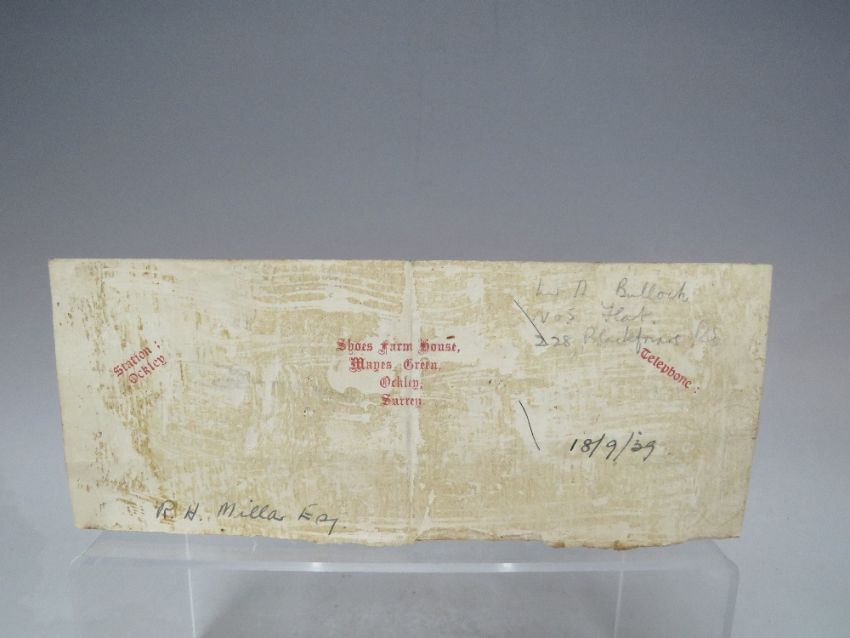 Bullock
No 5 Flat.
228 Blackfriars Rd
Station:
Ockley
Shoes Farm House,
Mayes Green,
Ockley,
Surrey
Telephone:
18/9/39
R. H. Millar Esq